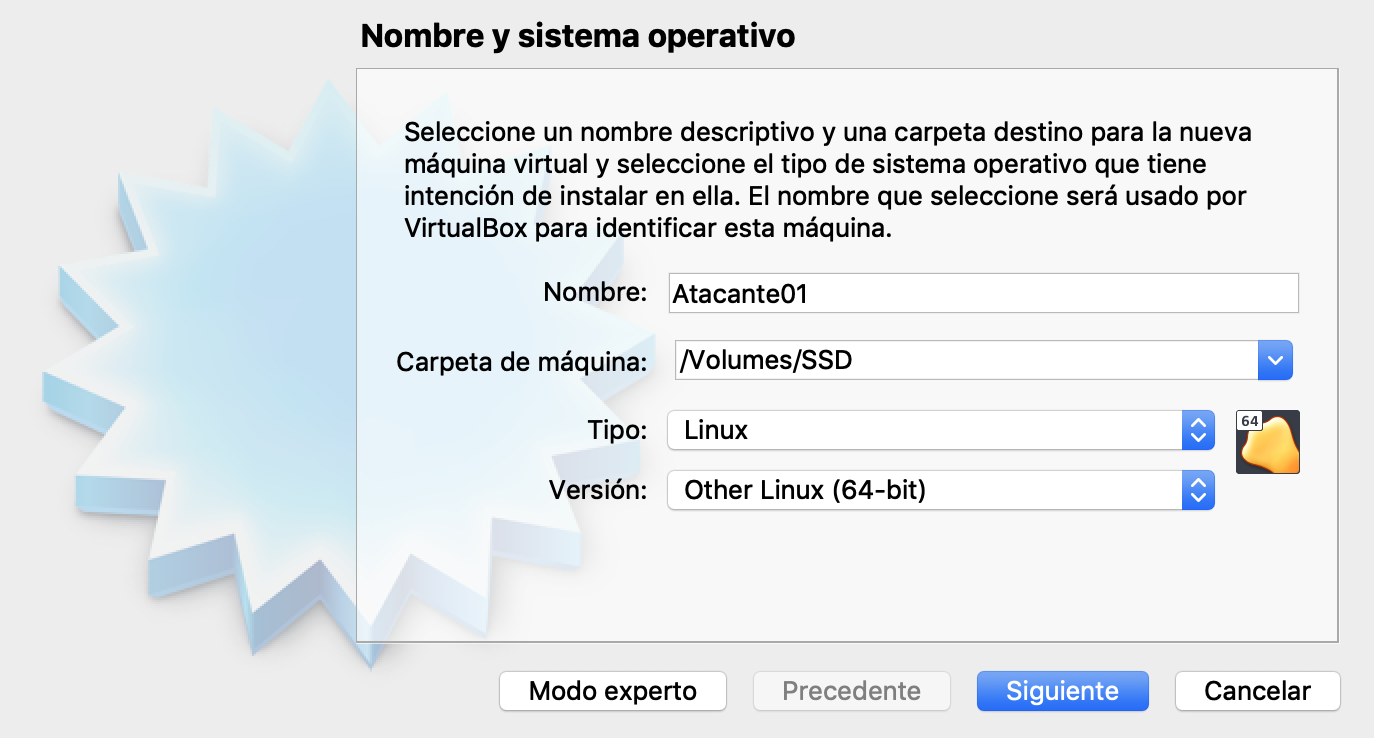 Nombre y sistema operativo
Seleccione un nombre descriptivo y una carpeta destino para la nueva
máquina virtual y seleccione el tipo de sistema operativo que tiene
intención de instalar en ella. El nombre que seleccione será usado por
VirtualBox para identificar esta máquina.
Nombre: Atacante01
Carpeta de máquina: /Volumes/SSD
Tipo: Linux
64
Versión: Other Linux (64-bit)
Modo experto Precedente Siguiente Cancelar